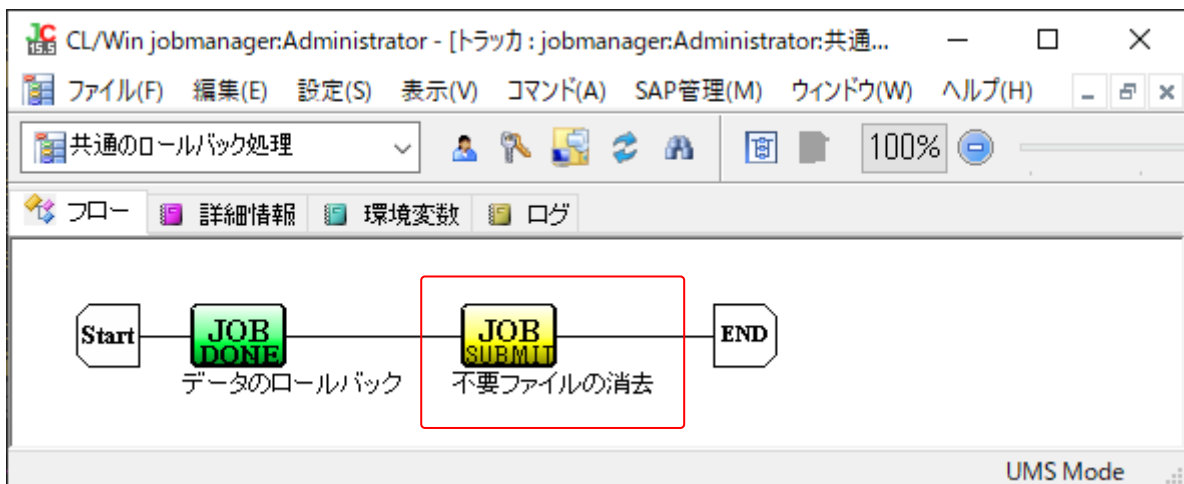 JC 15.5 CL/Win jobmanager:Administrator - [トラッカ : jobmanager:Administrator:共通...
ファイル(F) 編集(E) 設定(S) 表示(V) コマンド(A) SAP管理(M) ウィンドウ(W) ヘルプ(H)
共通のロールバック処理 100%
フロー 詳細情報 環境変数 ログ
Start JOB DONE JOB SUBMIT END
データのロールバック 不要ファイルの消去
UMS Mode